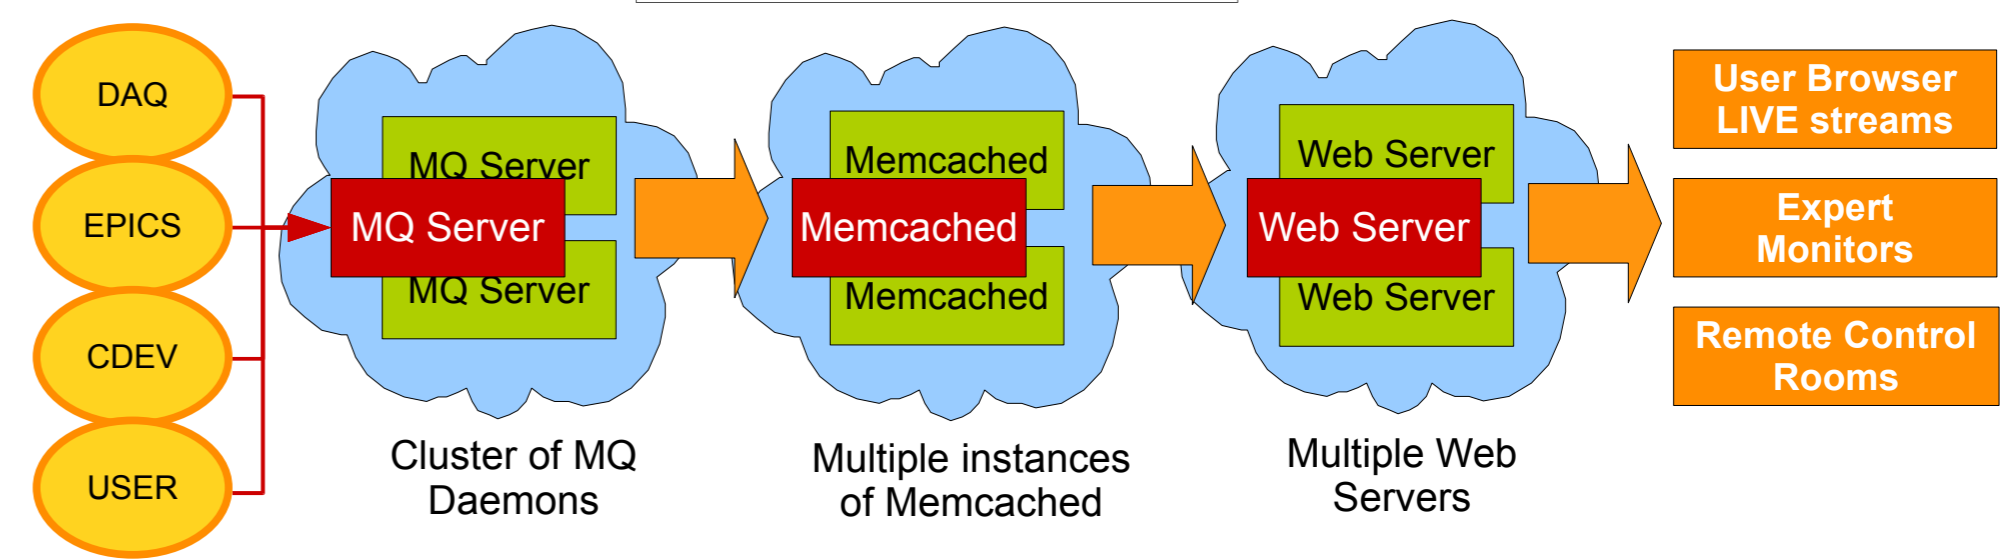 DAQ
EPICS
CDEV
USER
MQ Server
MQ Server
MQ Server
Cluster of MQ
Daemons
Memcached
Memcached
Memcached
Multiple instances
of Memcached
Web Server
Web Server
Web Server
Multiple Web
Servers
User Browser
LIVE streams
Expert
Monitors
Remote Control
Rooms